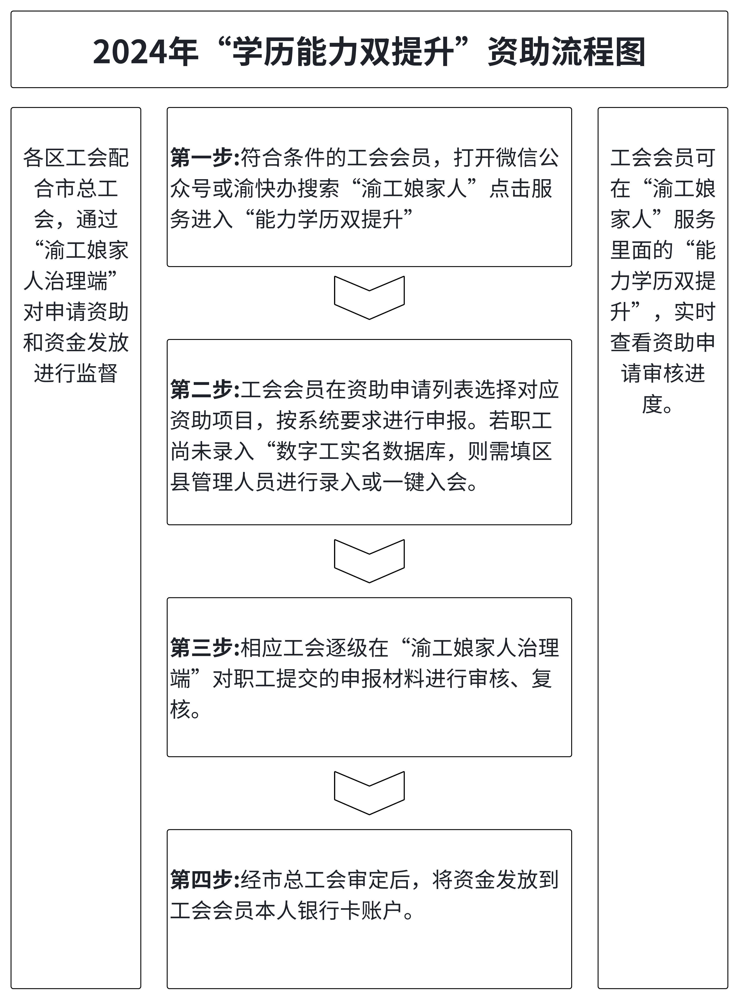 2024年“学历能力双提升”资助流程图
各区工会配
合市总工
会，通过
“渝工娘家
人治理端”
对申请资助
和资金发放
进行监督
第一步:符合条件的工会会员，打开微信公
众号或渝快办搜索“渝工娘家人”点击服
务进入“能力学历双提升”
第二步:工会会员在资助申请列表选择对应
资助项目，按系统要求进行申报。若职工
尚未录入“数字工实名数据库，则需填区
县管理人员进行录入或一键入会。
第三步:相应工会逐级在“渝工娘家人治理
端”对职工提交的申报材料进行审核、复
核。
第四步:经市总工会审定后，将资金发放到
工会会员本人银行卡账户。
工会会员可
在“渝工娘
家人”服务
里面的“能
力学历双提
升”，实时
查看资助申
请审核进
度。